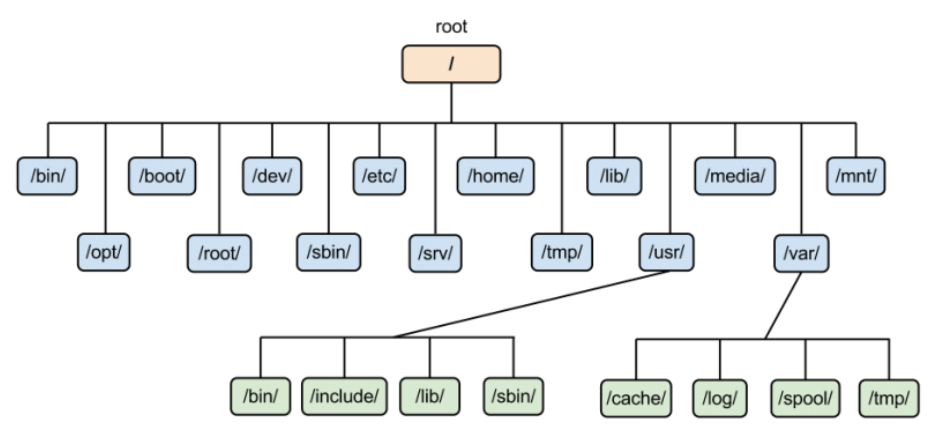 root
/
/bin/ /boot/ /dev/ /etc/ /home/ /lib/ /media/ /mnt/
/opt/ /root/ /sbin/ /srv/ /tmp/ /usr/ /var/
/bin/ /include/ /lib/ /sbin/ /cache/ /log/ /spool/ /tmp/